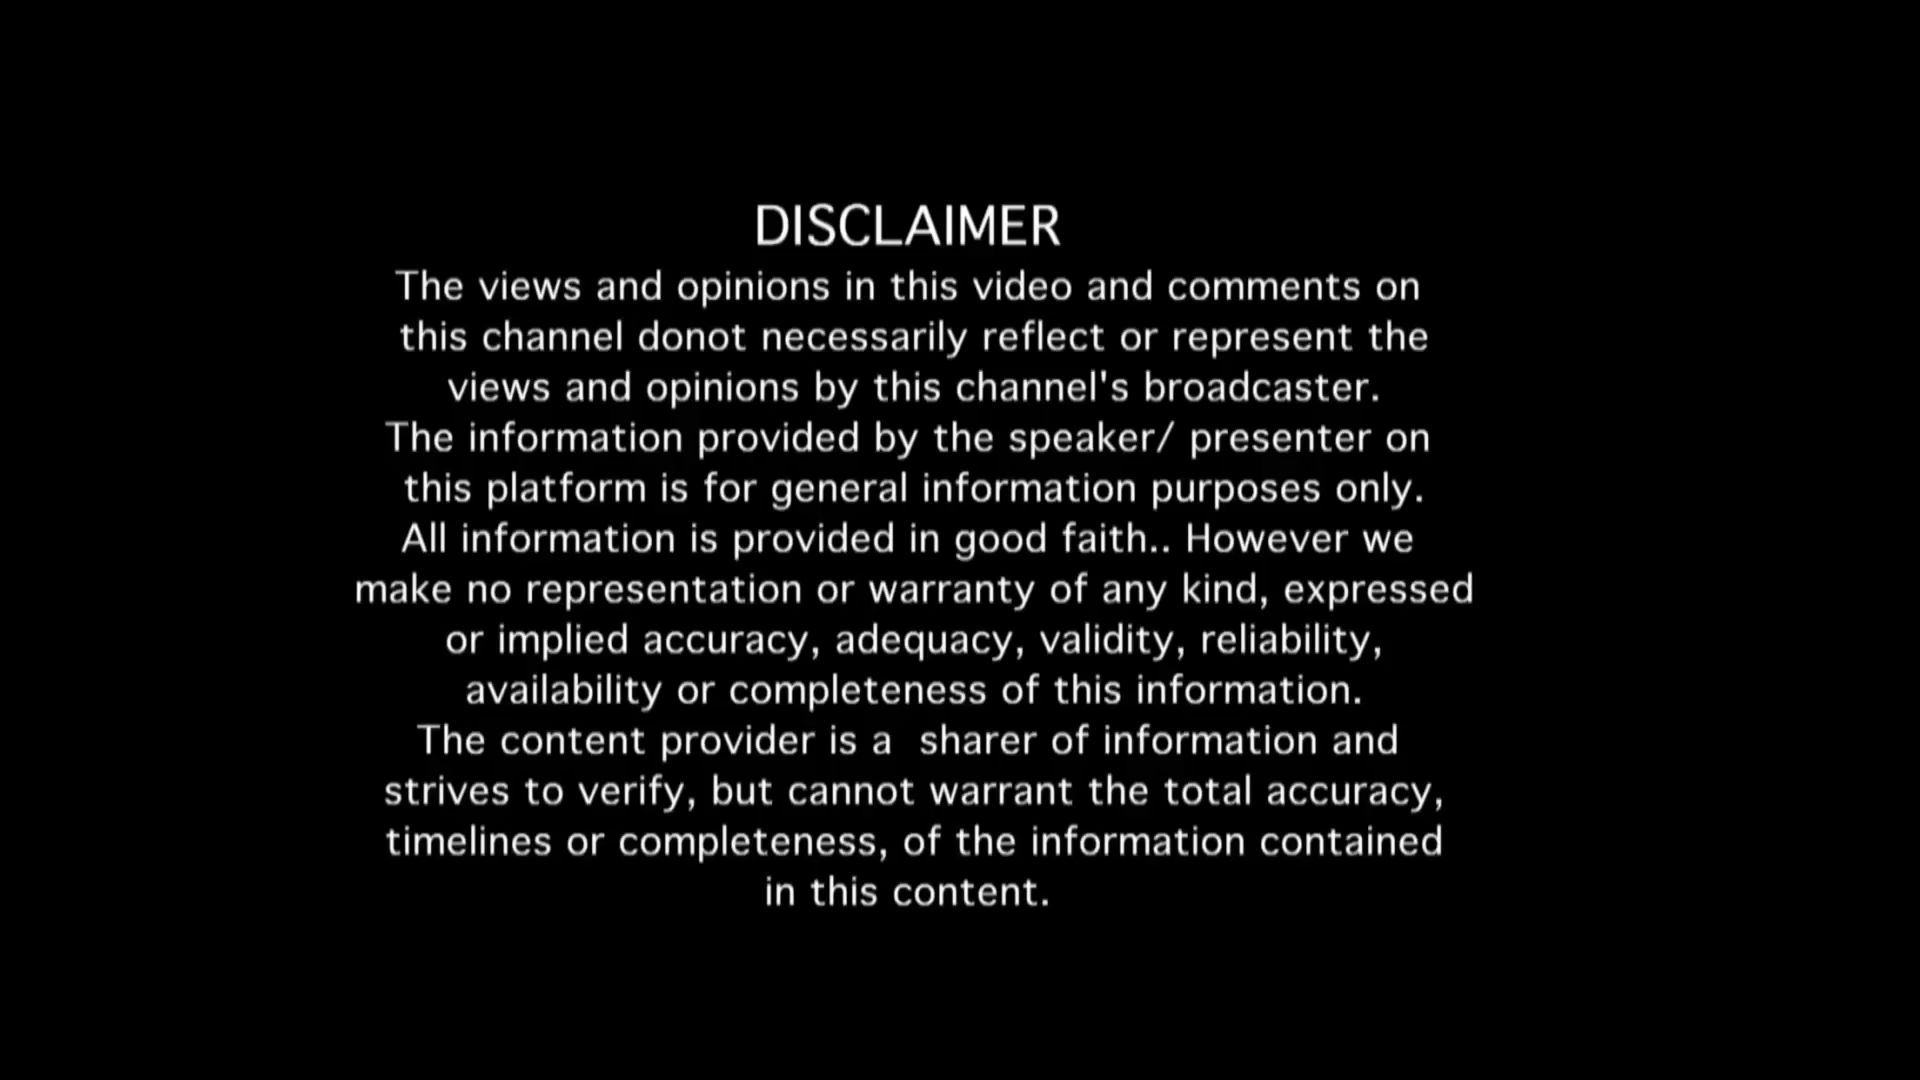 DISCLAIMER
The views and opinions in this video and comments on
this channel donot necessarily reflect or represent the
views and opinions by this channel's broadcaster.
The information provided by the speaker/ presenter on
this platform is for general information purposes only.
All information is provided in good faith.. However we
make no representation or warranty of any kind, expressed
or implied accuracy, adequacy, validity, reliability,
availability or completeness of this information.
The content provider is a  sharer of information and
strives to verify, but cannot warrant the total accuracy,
timelines or completeness, of the information contained
in this content.